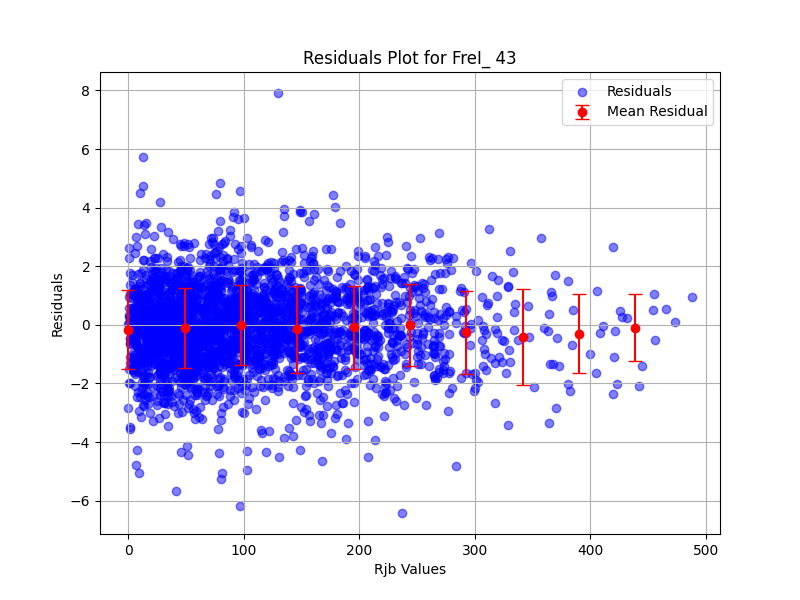 Residuals Plot for FreI_ 43
Residuals
Mean Residual
8
6
4
2
0
−2
−4
−6
Residuals
0
100
200
300
400
500
Rjb Values